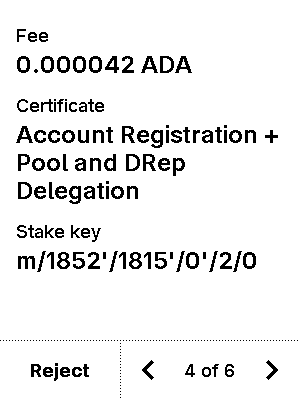 Fee
0.000042 ADA
Certificate
Account Registration +
Pool and DRep
Delegation
Stake key
m/1852'/1815'/0'/2/0
Reject
4 of 6